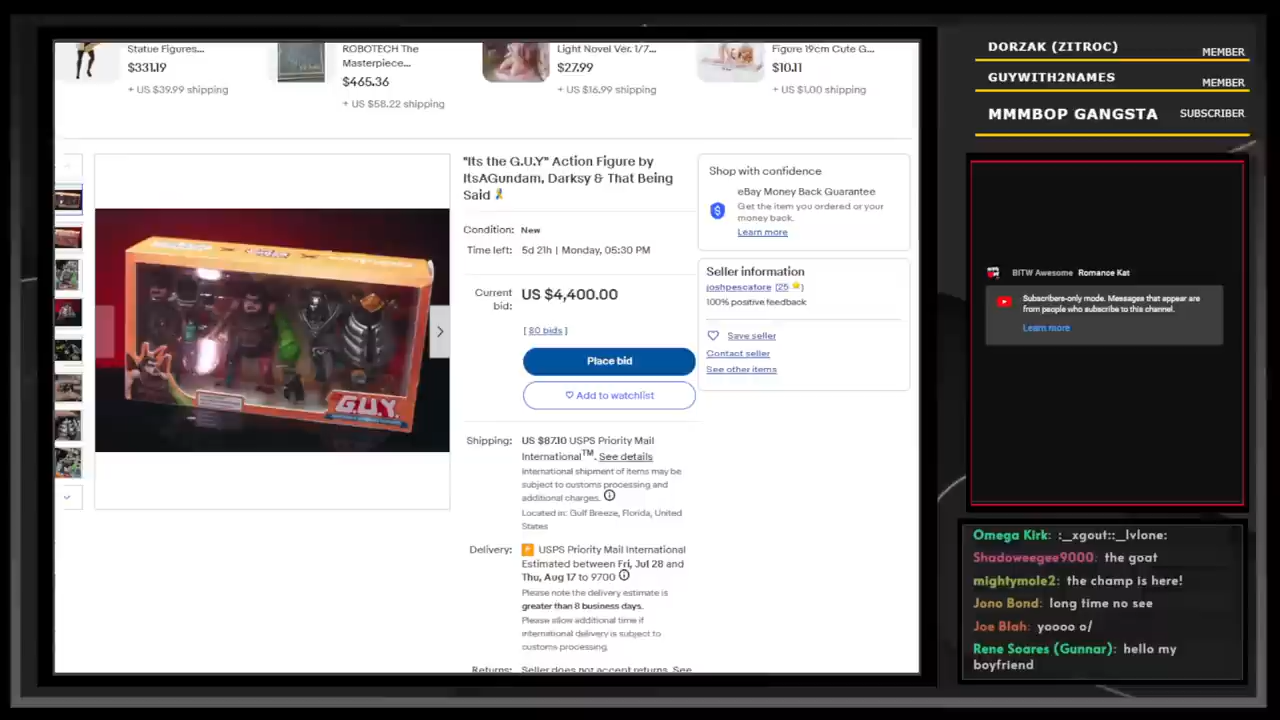 Statue Figures...
$331.19
+ US $39.99 shipping
ROBOTECH The
Masterpiece...
$465.36
+ US $58.22 shipping
Light Novel Ver. 1/7...
$27.99
+ US $16.99 shipping
Figure 19cm Cute G...
$10.11
+ US $1.00 shipping
"Its the G.U.Y" Action Figure by
ItsAGundam, Darksy & That Being
Said
Condition: New
Time left: 5d 21h | Monday, 05:30 PM
Current
bid:
US $4,400.00
[ 80 bids ]
Place bid
Add to watchlist
Shipping: US $87.10 USPS Priority Mail
International™. See details
International shipment of items may be
subject to customs processing and
additional charges.
Located in: Gulf Breeze, Florida, United
States
Delivery: USPS Priority Mail International
Estimated between Fri, Jul 28 and
Thu, Aug 17 to 9700
Please note the delivery estimate is
greater than 8 business days.
Please allow additional time if
international delivery is subject to
customs processing.
Returns: Seller does not accept returns. See
Shop with confidence
eBay Money Back Guarantee
Get the item you ordered or your
money back.
Learn more
Seller information
joshpescatore (25 )
100% positive feedback
Save seller
Contact seller
See other items
G.U.Y.
DORZAK (ZITROC) MEMBER
GUYWITH2NAMES MEMBER
MMMBOP GANGSTA SUBSCRIBER
BITW Awesome Romance Kat
Subscribers-only mode. Messages that appear are
from people who subscribe to this channel.
Learn more
Omega Kirk: :_xgout::_lvlone:
Shadoweegee9000: the goat
mightymole2: the champ is here!
Jono Bond: long time no see
Joe Blah: yoooo o/
Rene Soares (Gunnar): hello my
boyfriend